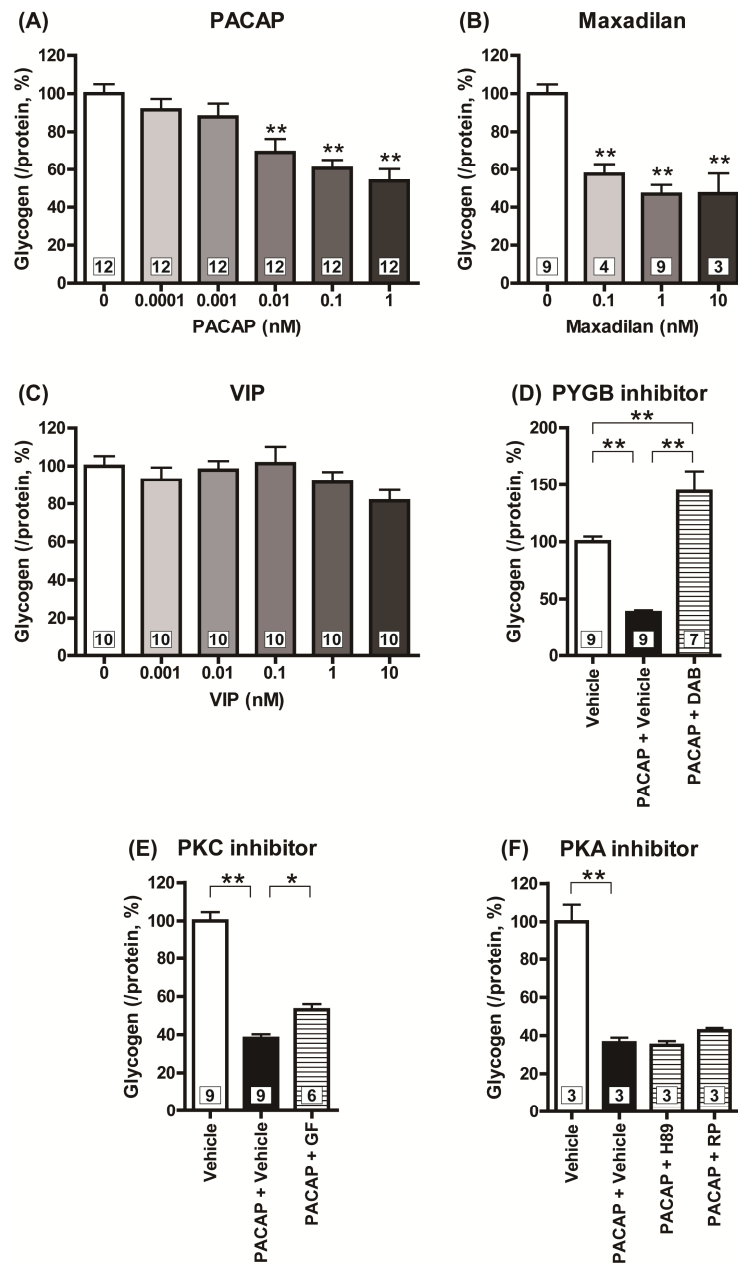 (A) PACAP
Glycogen (/protein, %)
120
100
80
60
40
20
0
** ** **
12 12 12 12 12 12
0 0.0001 0.001 0.01 0.1 1
PACAP (nM)
(B) Maxadilan
Glycogen (/protein, %)
120
100
80
60
40
20
0
** ** **
9 4 9 3
0 0.1 1 10
Maxadilan (nM)
(C) VIP
Glycogen (/protein, %)
120
100
80
60
40
20
0
10 10 10 10 10 10
0 0.001 0.01 0.1 1 10
VIP (nM)
(D) PYGB inhibitor
Glycogen (/protein, %)
200
150
100
50
0
**
** **
9 9 7
Vehicle
PACAP + Vehicle
PACAP + DAB
(E) PKC inhibitor
Glycogen (/protein, %)
120
100
80
60
40
20
0
** *
9 9 6
Vehicle
PACAP + Vehicle
PACAP + GF
(F) PKA inhibitor
Glycogen (/protein, %)
120
100
80
60
40
20
0
**
3 3 3 3
Vehicle
PACAP + Vehicle
PACAP + H89
PACAP + RP